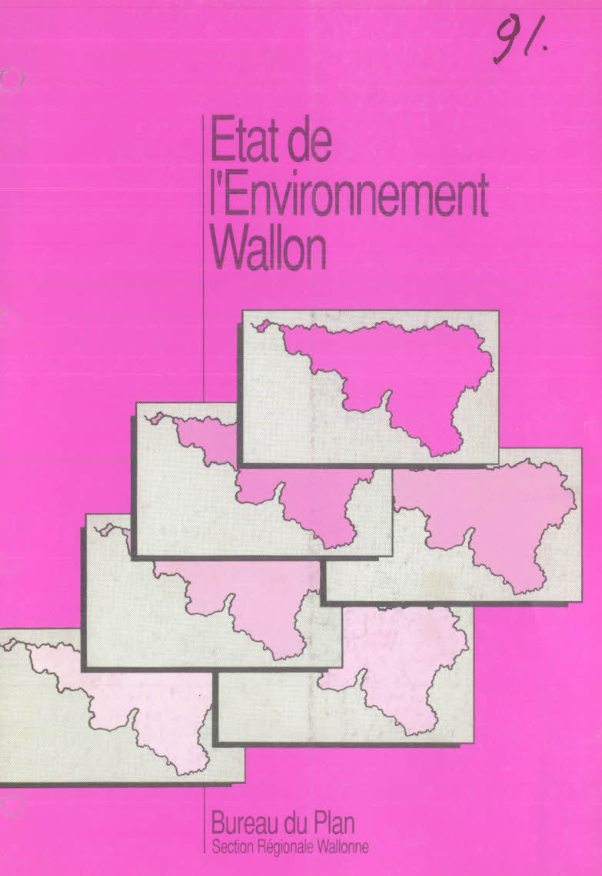 91.
Etat de
l'Environnement
Wallon
Bureau du Plan
Section Régionale Wallonne